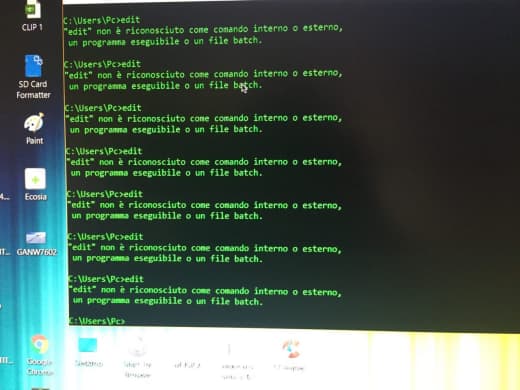 CLIP 1
SD Card
Formatter
Paint
Ecosia
GANW7602
Google
Chrome
C:\Users\Pc>edit
"edit" non è riconosciuto come comando interno o esterno,
 un programma eseguibile o un file batch.
C:\Users\Pc>edit
"edit" non è riconosciuto come comando interno o esterno,
 un programma eseguibile o un file batch.
C:\Users\Pc>edit
"edit" non è riconosciuto come comando interno o esterno,
 un programma eseguibile o un file batch.
C:\Users\Pc>edit
"edit" non è riconosciuto come comando interno o esterno,
 un programma eseguibile o un file batch.
C:\Users\Pc>edit
"edit" non è riconosciuto come comando interno o esterno,
 un programma eseguibile o un file batch.
C:\Users\Pc>edit
"edit" non è riconosciuto come comando interno o esterno,
 un programma eseguibile o un file batch.
C:\Users\Pc>edit
"edit" non è riconosciuto come comando interno o esterno,
 un programma eseguibile o un file batch.
C:\Users\Pc>